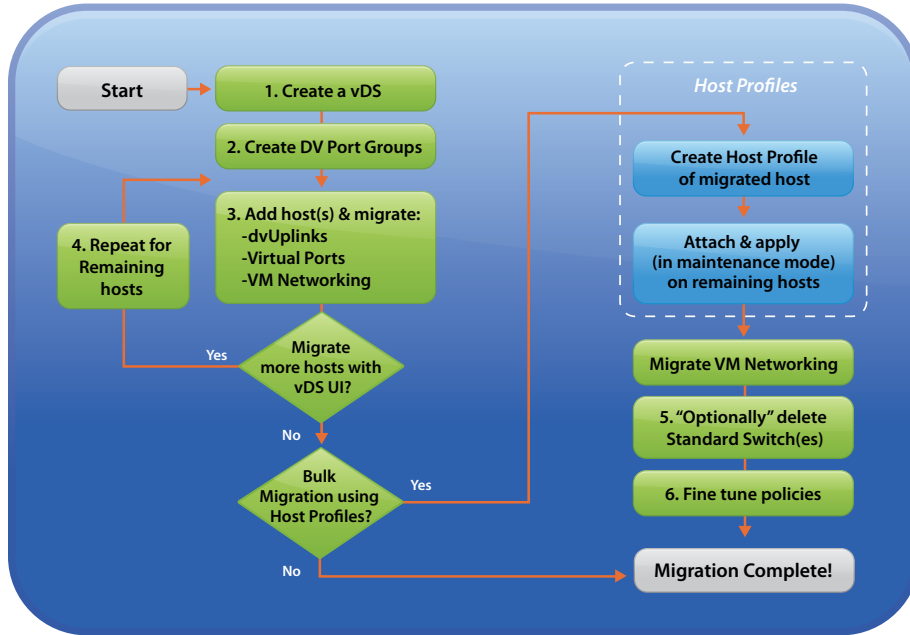 Start
1. Create a vDS
2. Create DV Port Groups
3. Add host(s) & migrate:
-dvUplinks
-Virtual Ports
-VM Networking
4. Repeat for
Remaining
hosts
Yes
Migrate
more hosts with
vDS UI?
No
Bulk
Migration using
Host Profiles?
Yes
No
Host Profiles
Create Host Profile
of migrated host
Attach & apply
(in maintenance mode)
on remaining hosts
Migrate VM Networking
5. “Optionally” delete
Standard Switch(es)
6. Fine tune policies
Migration Complete!